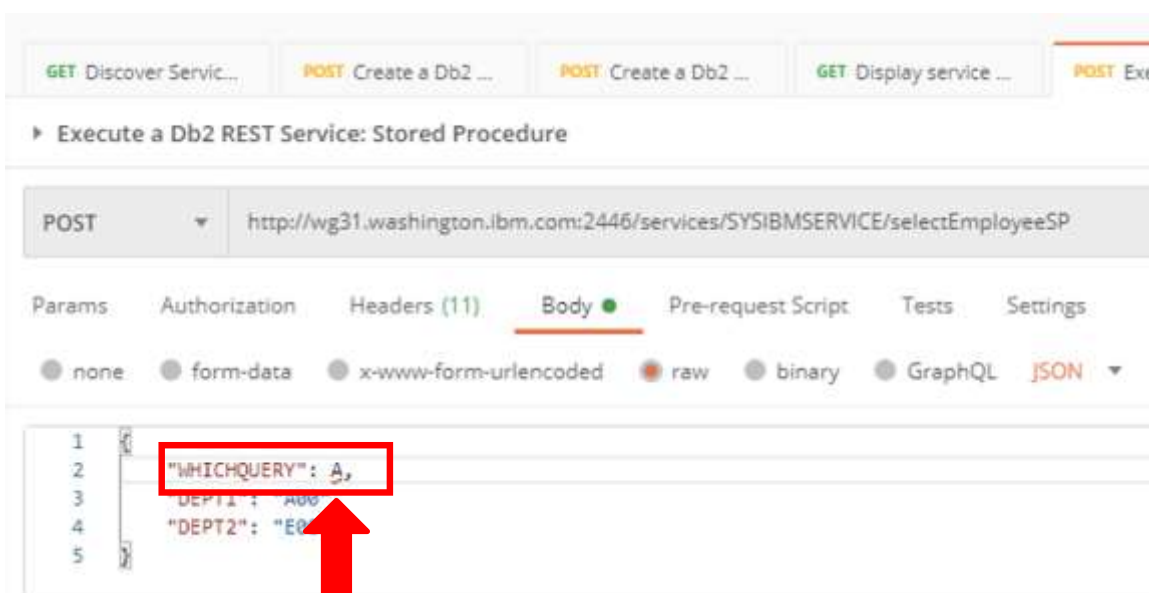 GET Discover Servic... POST Create a Db2 ... POST Create a Db2 ... GET Display service ... POST Exe
Execute a Db2 REST Service: Stored Procedure
POST http://wg31.washington.ibm.com:2446/services/SYSIBMSERVICE/selectEmployeeSP
Params Authorization Headers (11) Body Pre-request Script Tests Settings
none form-data x-www-form-urlencoded raw binary GraphQL JSON
1 {
2 "WHICHQUERY": A,
3 "DEPT1": "A00"
4 "DEPT2":
5 }